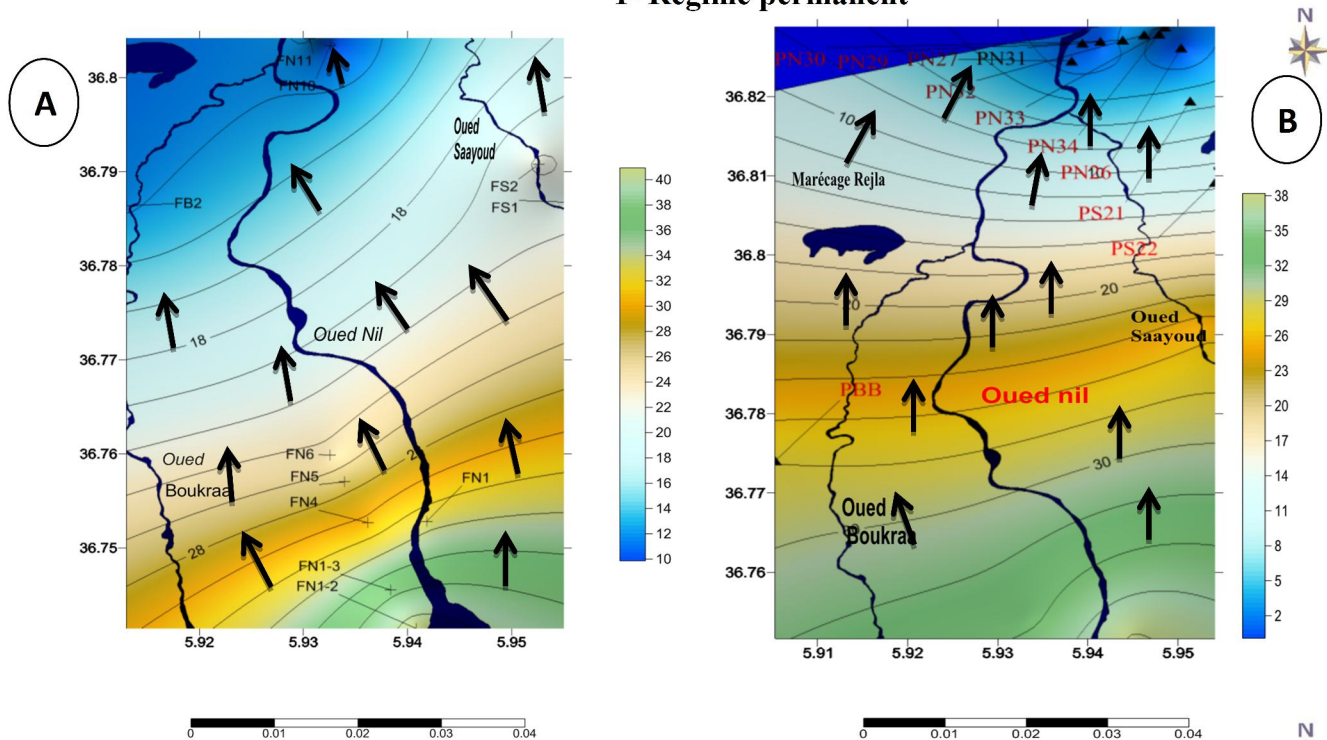 1- Régime permanent
N
A
B
36.8
36.79
36.78
36.77
36.76
36.75
5.92
5.93
5.94
5.95
FN11
FN10
Oued
Saayoud
FS2
FS1
FB2
18
18
Oued Nil
Oued
Boukraa
FN6
FN5
FN4
FN1
28
FN1-3
FN1-2
40
38
36
34
32
30
28
26
24
22
20
18
16
14
12
10
0
0.01
0.02
0.03
0.04
36.82
36.81
36.8
36.79
36.78
36.77
36.76
5.91
5.92
5.93
5.94
5.95
PN30
PN29
PN27
PN31
PN32
PN33
PN34
PN26
PS21
PS22
10
Marécage Rejla
20
20
Oued
Saayoud
PBB
Oued nil
30
Oued
Boukraa
38
35
32
29
26
23
20
17
14
11
8
5
2
0
0.01
0.02
0.03
0.04
N